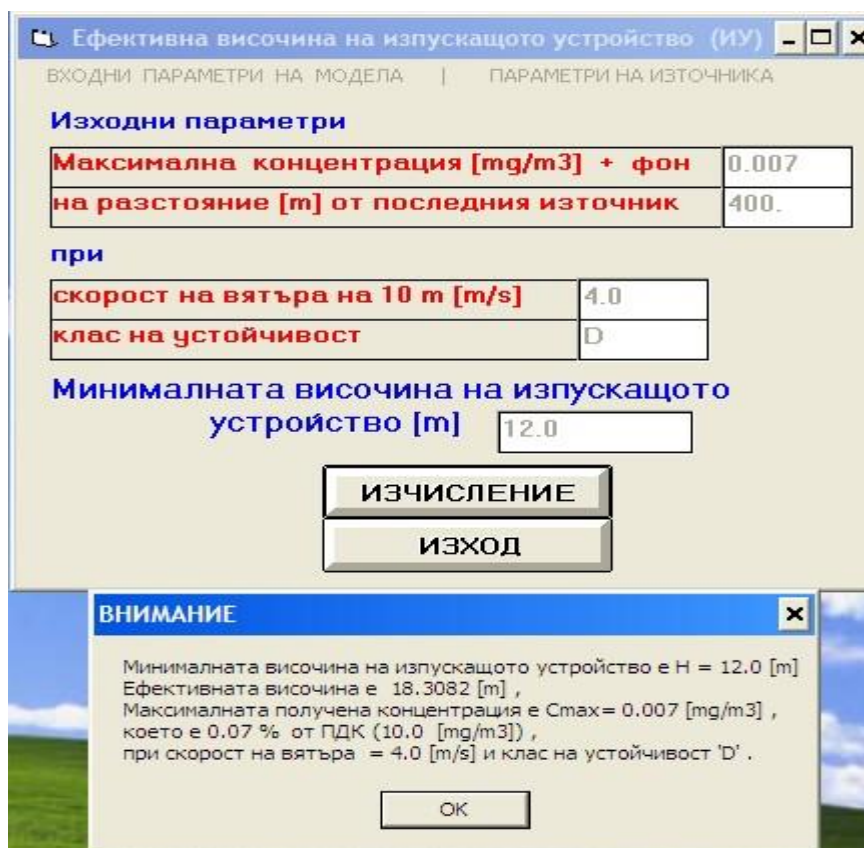 Ефективна височина на изпускащото устройство (ИУ)
ВХОДНИ ПАРАМЕТРИ НА МОДЕЛА | ПАРАМЕТРИ НА ИЗТОЧНИКА
Изходни параметри
Максимална концентрация [mg/m3] + фон 0.007
на разстояние [m] от последния източник 400.
при
скорост на вятъра на 10 m [m/s] 4.0
клас на устойчивост D
Минималната височина на изпускащото
устройство [m] 12.0
ИЗЧИСЛЕНИЕ
ИЗХОД
ВНИМАНИЕ
Минималната височина на изпускащото устройство е H = 12.0 [m]
Ефективната височина е 18.3082 [m] ,
Максималната получена концентрация е Cmax= 0.007 [mg/m3] ,
което е 0.07 % от ПДК (10.0 [mg/m3]) ,
при скорост на вятъра = 4.0 [m/s] и клас на устойчивост 'D' .
OK